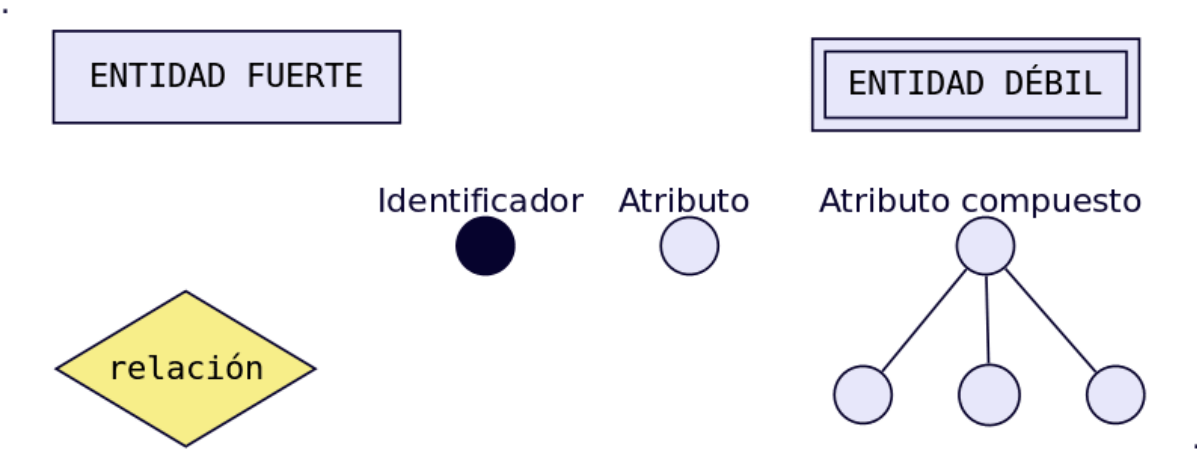 .
ENTIDAD FUERTE
ENTIDAD DÉBIL
Identificador
Atributo
Atributo compuesto
relación
.